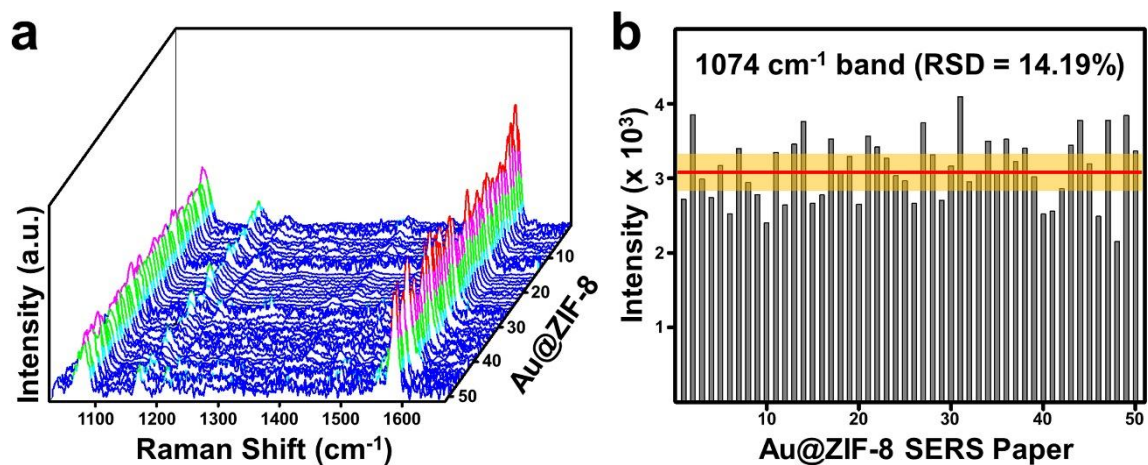 a
Intensity (a.u.)
1100 1200 1300 1400 1500 1600
Raman Shift (cm⁻¹)
10
20
30
40
50
Au@ZIF-8
b
1074 cm⁻¹ band (RSD = 14.19%)
Intensity (x 10³)
4
3
2
1
10 20 30 40 50
Au@ZIF-8 SERS Paper